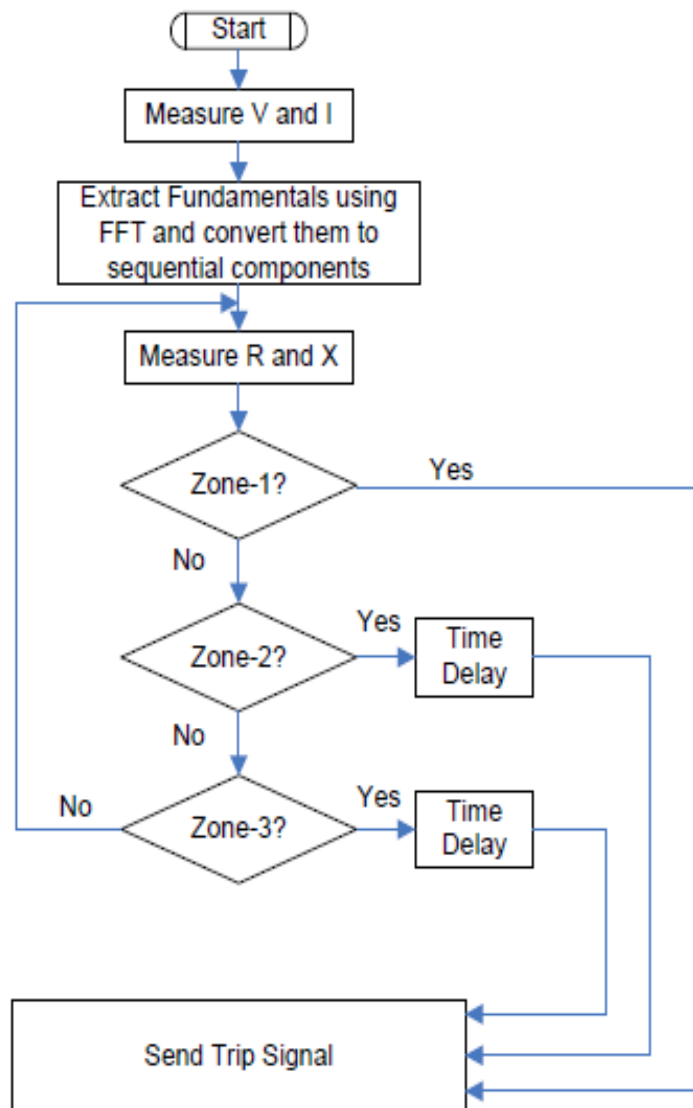 Start
Measure V and I
Extract Fundamentals using
FFT and convert them to
sequential components
Measure R and X
Zone-1?
Yes
No
Zone-2?
Yes
Time
Delay
No
Zone-3?
No
Yes
Time
Delay
Send Trip Signal